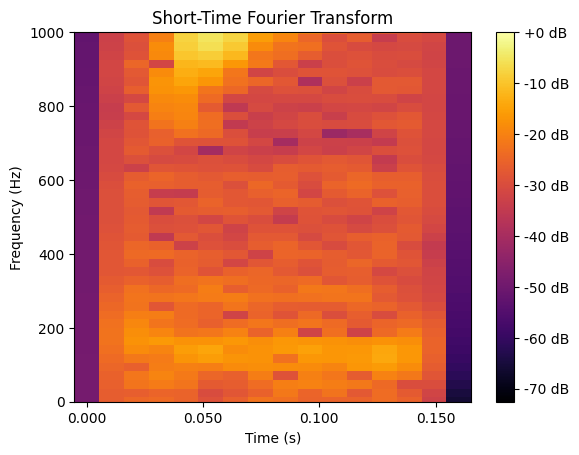 Short-Time Fourier Transform
Frequency (Hz)
1000
800
600
400
200
0
0.000
0.050
0.100
0.150
Time (s)
+0 dB
-10 dB
-20 dB
-30 dB
-40 dB
-50 dB
-60 dB
-70 dB